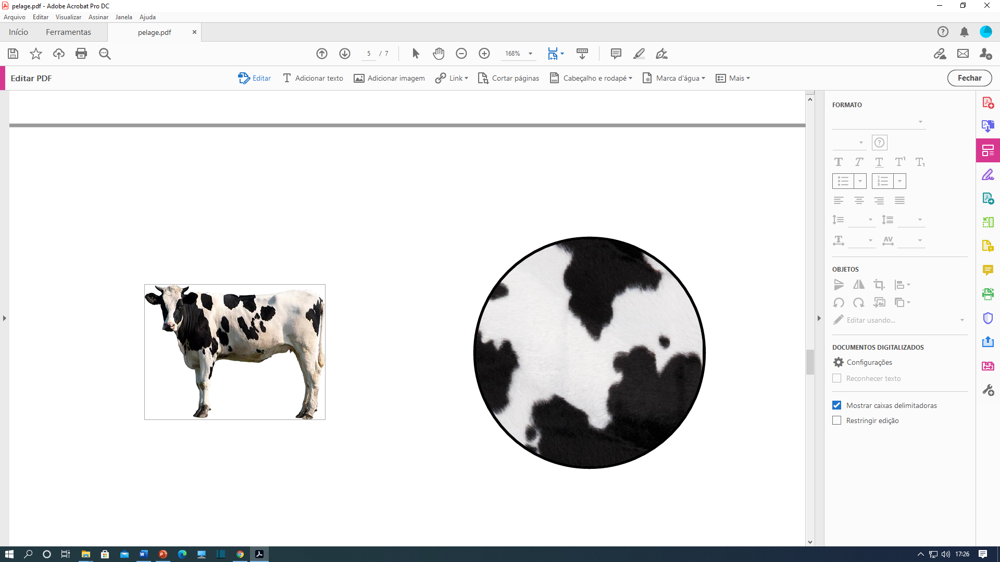 pelage.pdf - Adobe Acrobat Pro DC
Arquivo Editar Visualizar Assinar Janela Ajuda
Início Ferramentas pelage.pdf
5 / 7 168%
Editar PDF Editar Adicionar texto Adicionar imagem Link Cortar páginas Cabeçalho e rodapé Marca d'água Mais Fechar
FORMATO
OBJETOS
Editar usando...
DOCUMENTOS DIGITALIZADOS
Configurações
Reconhecer texto
Mostrar caixas delimitadoras
Restringir edição
17:26